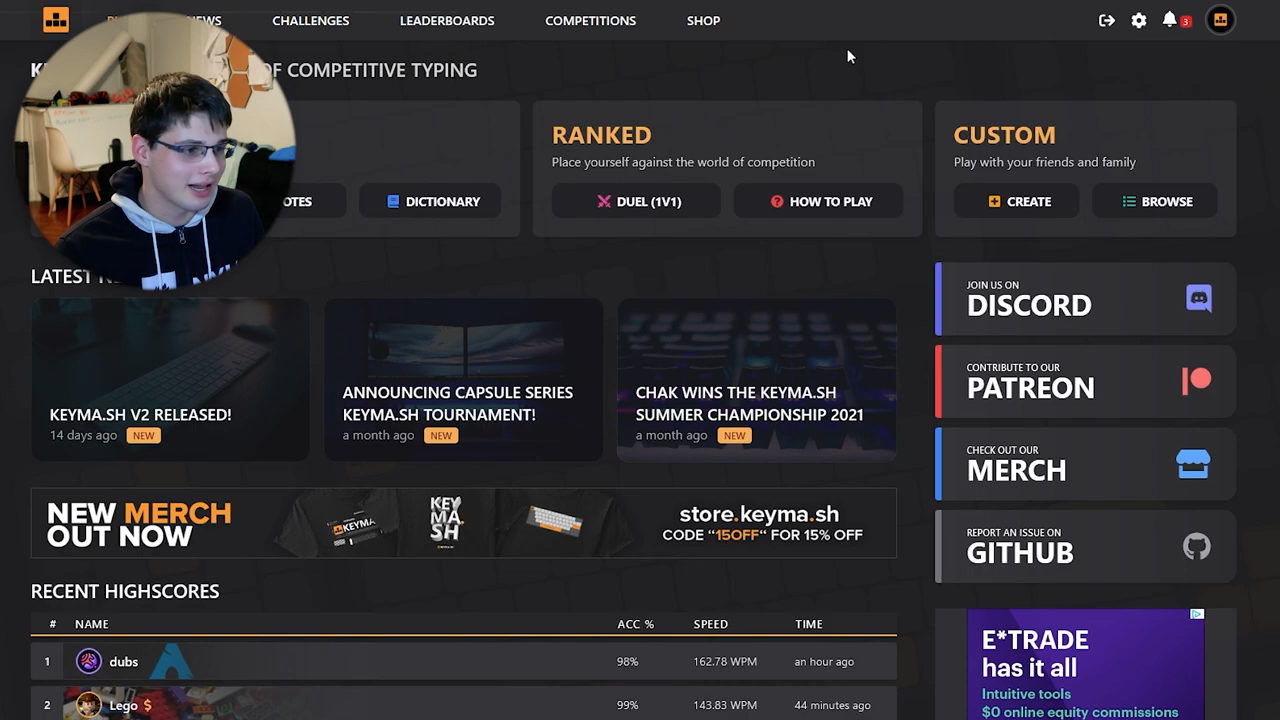 NEWS
CHALLENGES
LEADERBOARDS
COMPETITIONS
SHOP
3
OF COMPETITIVE TYPING
DICTIONARY
RANKED
Place yourself against the world of competition
DUEL (1V1)
HOW TO PLAY
CUSTOM
Play with your friends and family
CREATE
BROWSE
LATEST
KEYMA.SH V2 RELEASED!
14 days ago NEW
ANNOUNCING CAPSULE SERIES
KEYMA.SH TOURNAMENT!
a month ago NEW
CHAK WINS THE KEYMA.SH
SUMMER CHAMPIONSHIP 2021
a month ago NEW
JOIN US ON
DISCORD
CONTRIBUTE TO OUR
PATREON
CHECK OUT OUR
MERCH
REPORT AN ISSUE ON
GITHUB
NEW MERCH
OUT NOW
KEYMA
KEY
MA.
SH
store.keyma.sh
CODE “15OFF” FOR 15% OFF
RECENT HIGHSCORES
# NAME ACC % SPEED TIME
1 dubs 98% 162.78 WPM an hour ago
2 Lego $ 99% 143.83 WPM 44 minutes ago
E*TRADE
has it all
Intuitive tools
$0 online equity commissions